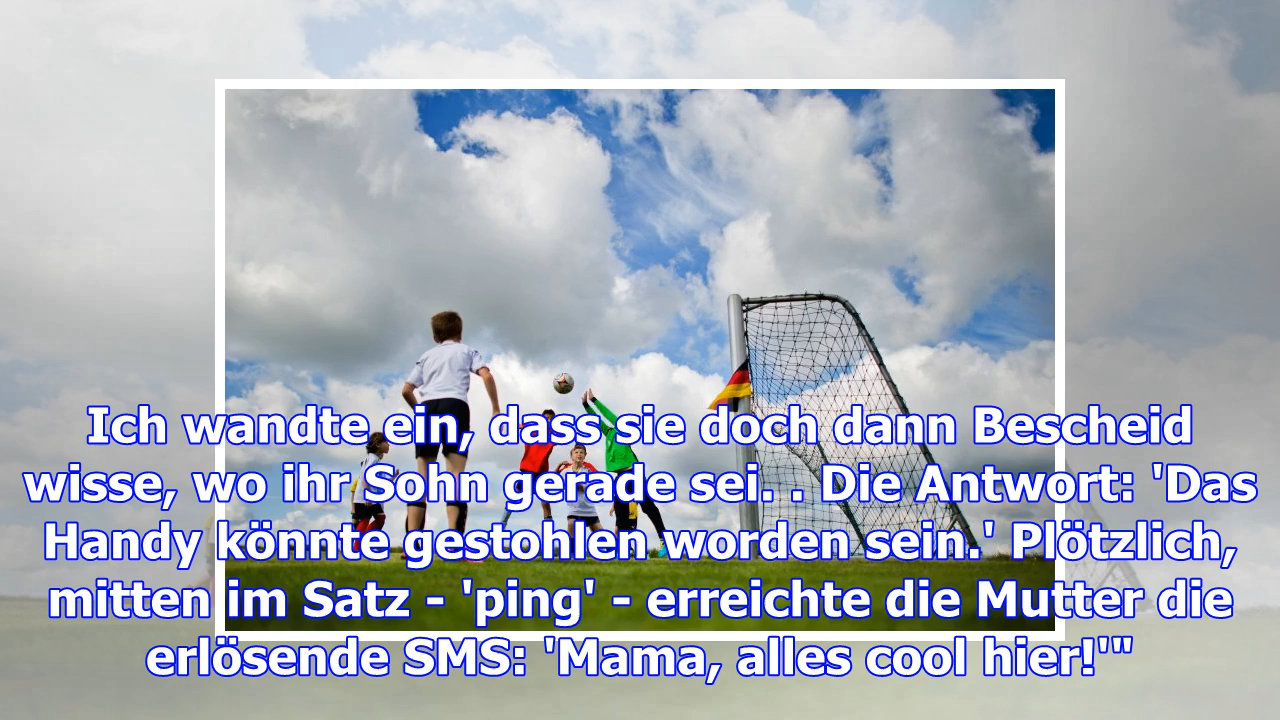 Ich wandte ein, dass sie doch dann Bescheid
wisse, wo ihr Sohn gerade sei. . Die Antwort: 'Das
Handy könnte gestohlen worden sein.' Plötzlich,
mitten im Satz - 'ping' - erreichte die Mutter die
erlösende SMS: 'Mama, alles cool hier!'"